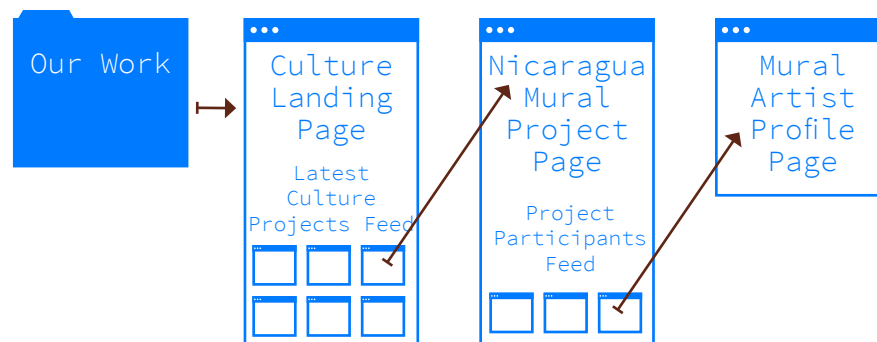 Our Work
Culture
Landing
Page
Latest
Culture
Projects Feed
Nicaragua
Mural
Project
Page
Project
Participants
Feed
Mural
Artist
Profile
Page